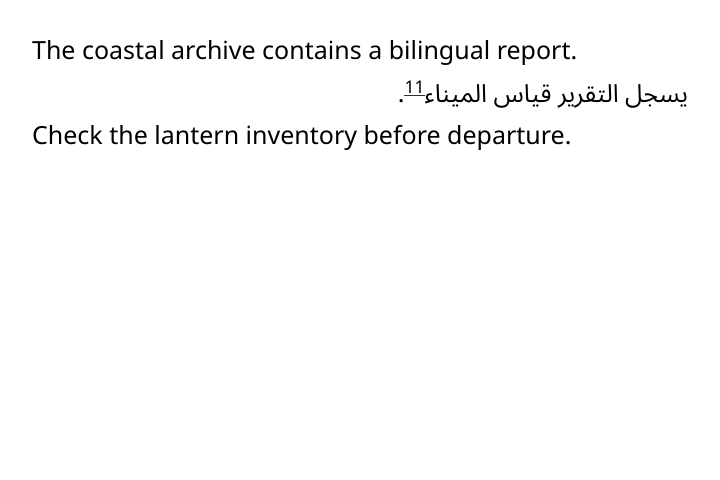 The coastal archive contains a bilingual report.
يسجل التقرير قياس الميناء11.
Check the lantern inventory before departure.